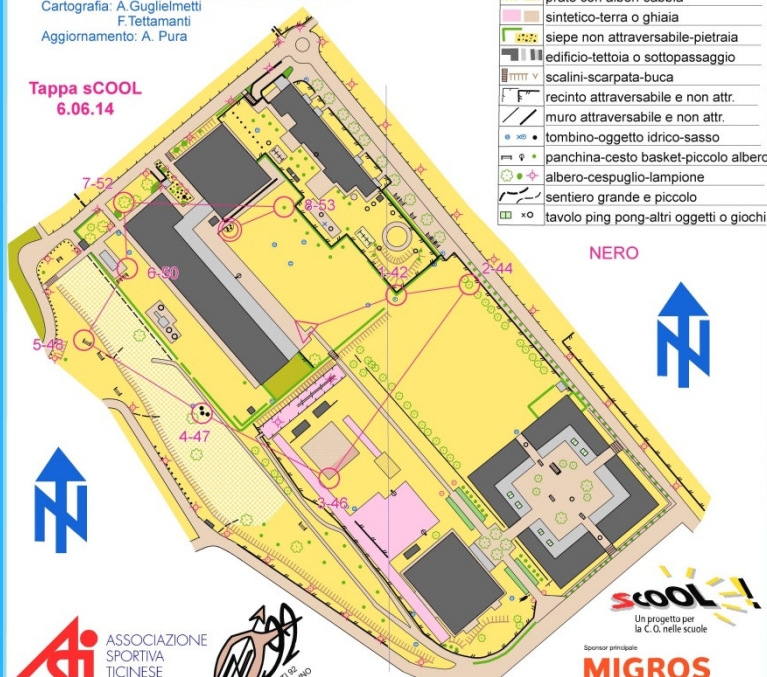 Cartografia: A.Guglielmetti
F.Tettamanti
Aggiornamento: A. Pura
Tappa sCOOL
6.06.14
prato con alberi-sabbia
sintetico-terra o ghiaia
siepe non attraversabile-pietraia
edificio-tettoia o sottopassaggio
scalini-scarpata-buca
recinto attraversabile e non attr.
muro attraversabile e non attr.
tombino-oggetto idrico-sasso
panchina-cesto basket-piccolo albero
albero-cespuglio-lampione
sentiero grande e piccolo
tavolo ping pong-altri oggetti o giochi
NERO
7-52
8-53
6-50
1-42
2-44
5-48
4-47
3-46
N
N
ASSOCIAZIONE
SPORTIVA
TICINESE
sCOOL
Un progetto per
la C.O. nelle scuole
Sponsor principale
MIGROS